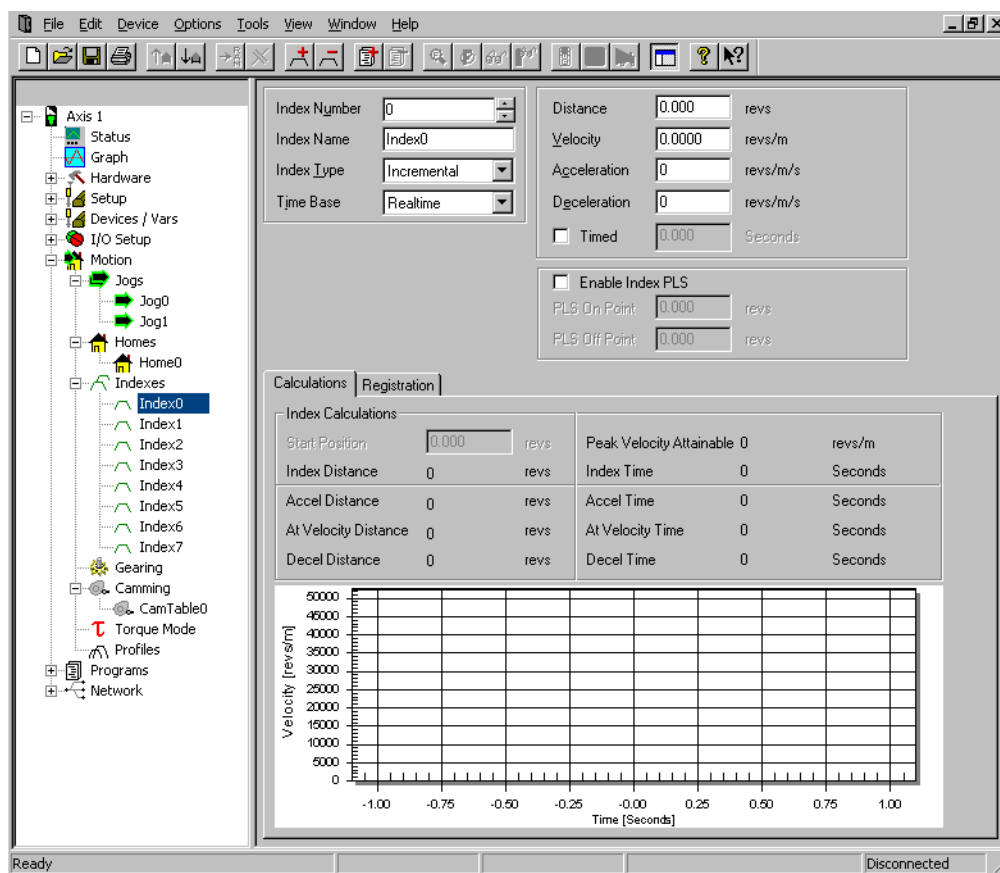 File Edit Device Options Tools View Window Help
Axis 1
Status
Graph
Hardware
Setup
Devices / Vars
I/O Setup
Motion
Jogs
Jog0
Jog1
Homes
Home0
Indexes
Index0
Index1
Index2
Index3
Index4
Index5
Index6
Index7
Gearing
Camming
CamTable0
Torque Mode
Profiles
Programs
Network
Index Number 0
Index Name Index0
Index Type Incremental
Time Base Realtime
Distance 0.000 revs
Velocity 0.0000 revs/m
Acceleration 0 revs/m/s
Deceleration 0 revs/m/s
Timed 0.000 Seconds
Enable Index PLS
PLS On Point 0.000 revs
PLS Off Point 0.000 revs
Calculations Registration
Index Calculations
Start Position 0.000 revs Peak Velocity Attainable 0 revs/m
Index Distance 0 revs Index Time 0 Seconds
Accel Distance 0 revs Accel Time 0 Seconds
At Velocity Distance 0 revs At Velocity Time 0 Seconds
Decel Distance 0 revs Decel Time 0 Seconds
Velocity [revs/m]
50000
45000
40000
35000
30000
25000
20000
15000
10000
5000
0
-1.00 -0.75 -0.50 -0.25 -0.00 0.25 0.50 0.75 1.00
Time [Seconds]
Ready Disconnected